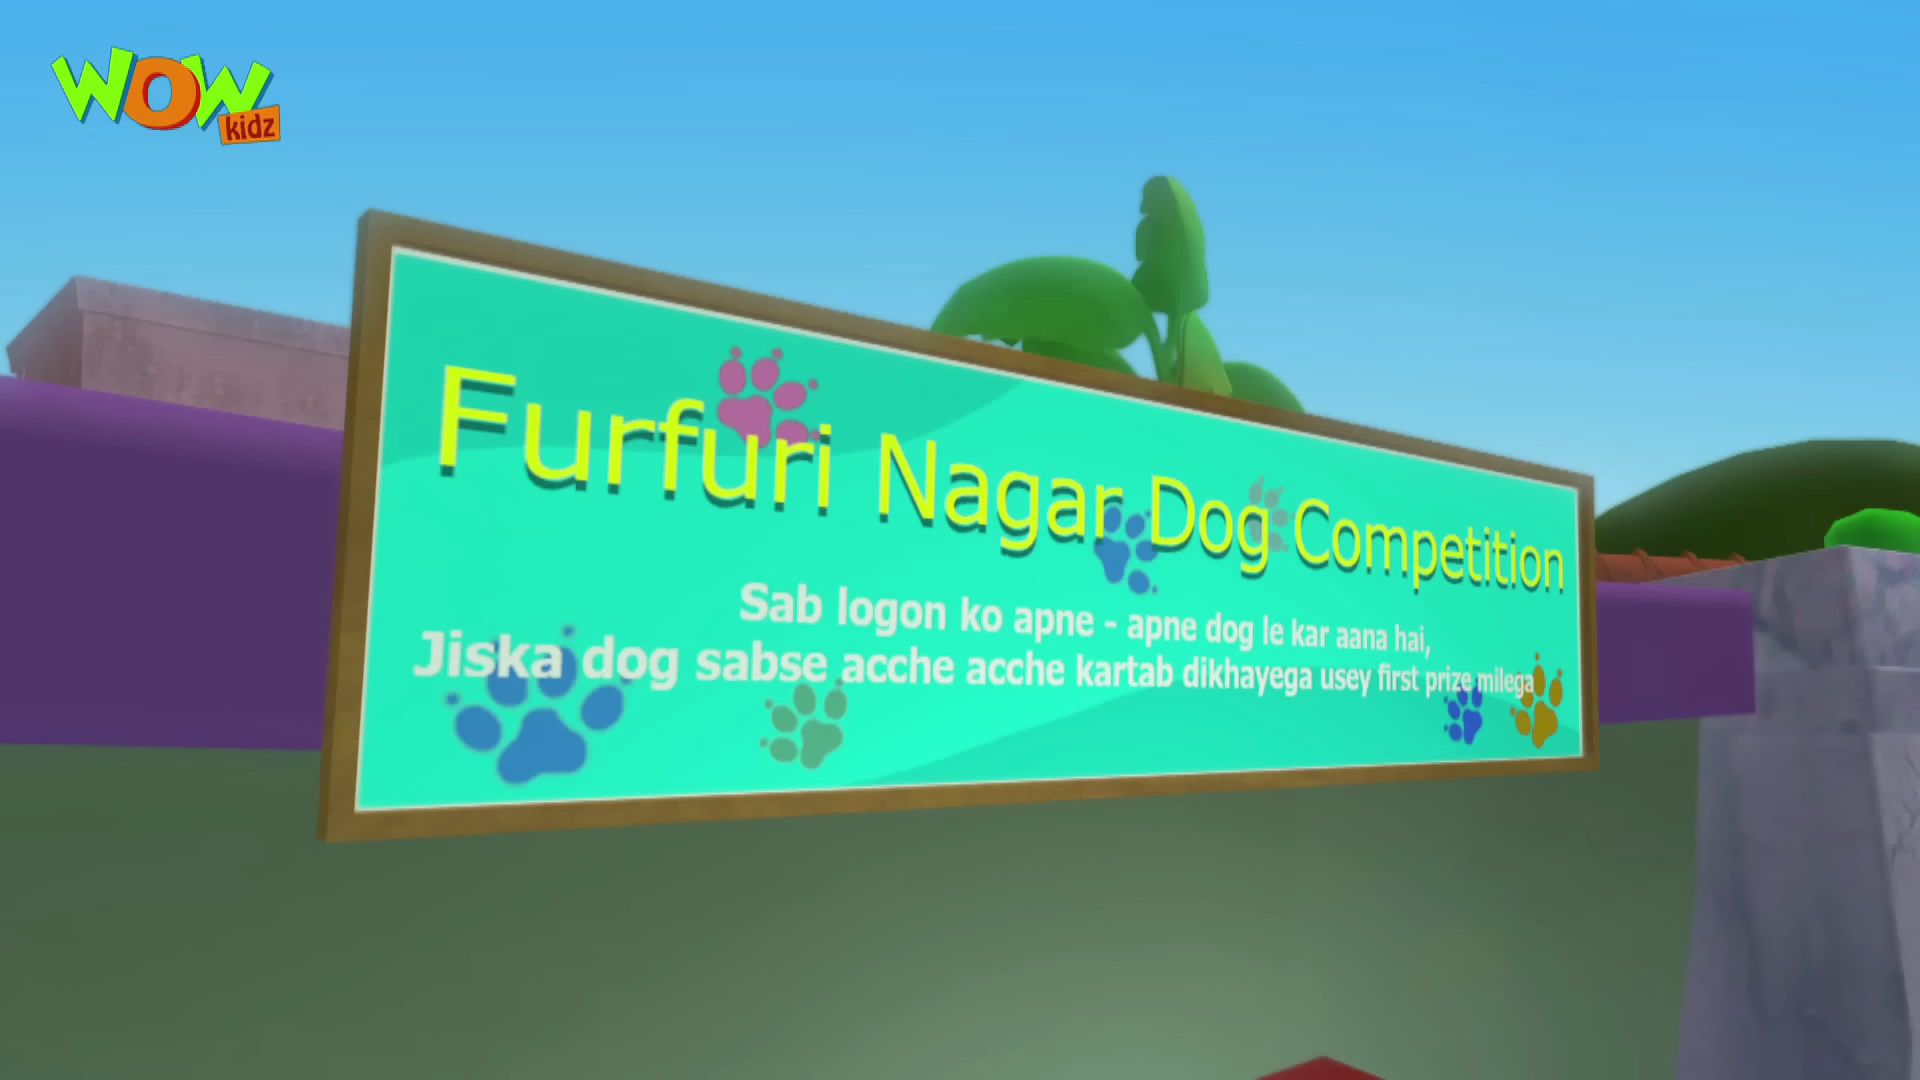 WOW
kidz
Furfuri Nagar Dog Competition
Sab logon ko apne - apne dog le kar aana hai,
Jiska dog sabse acche acche kartab dikhayega usey first prize milega